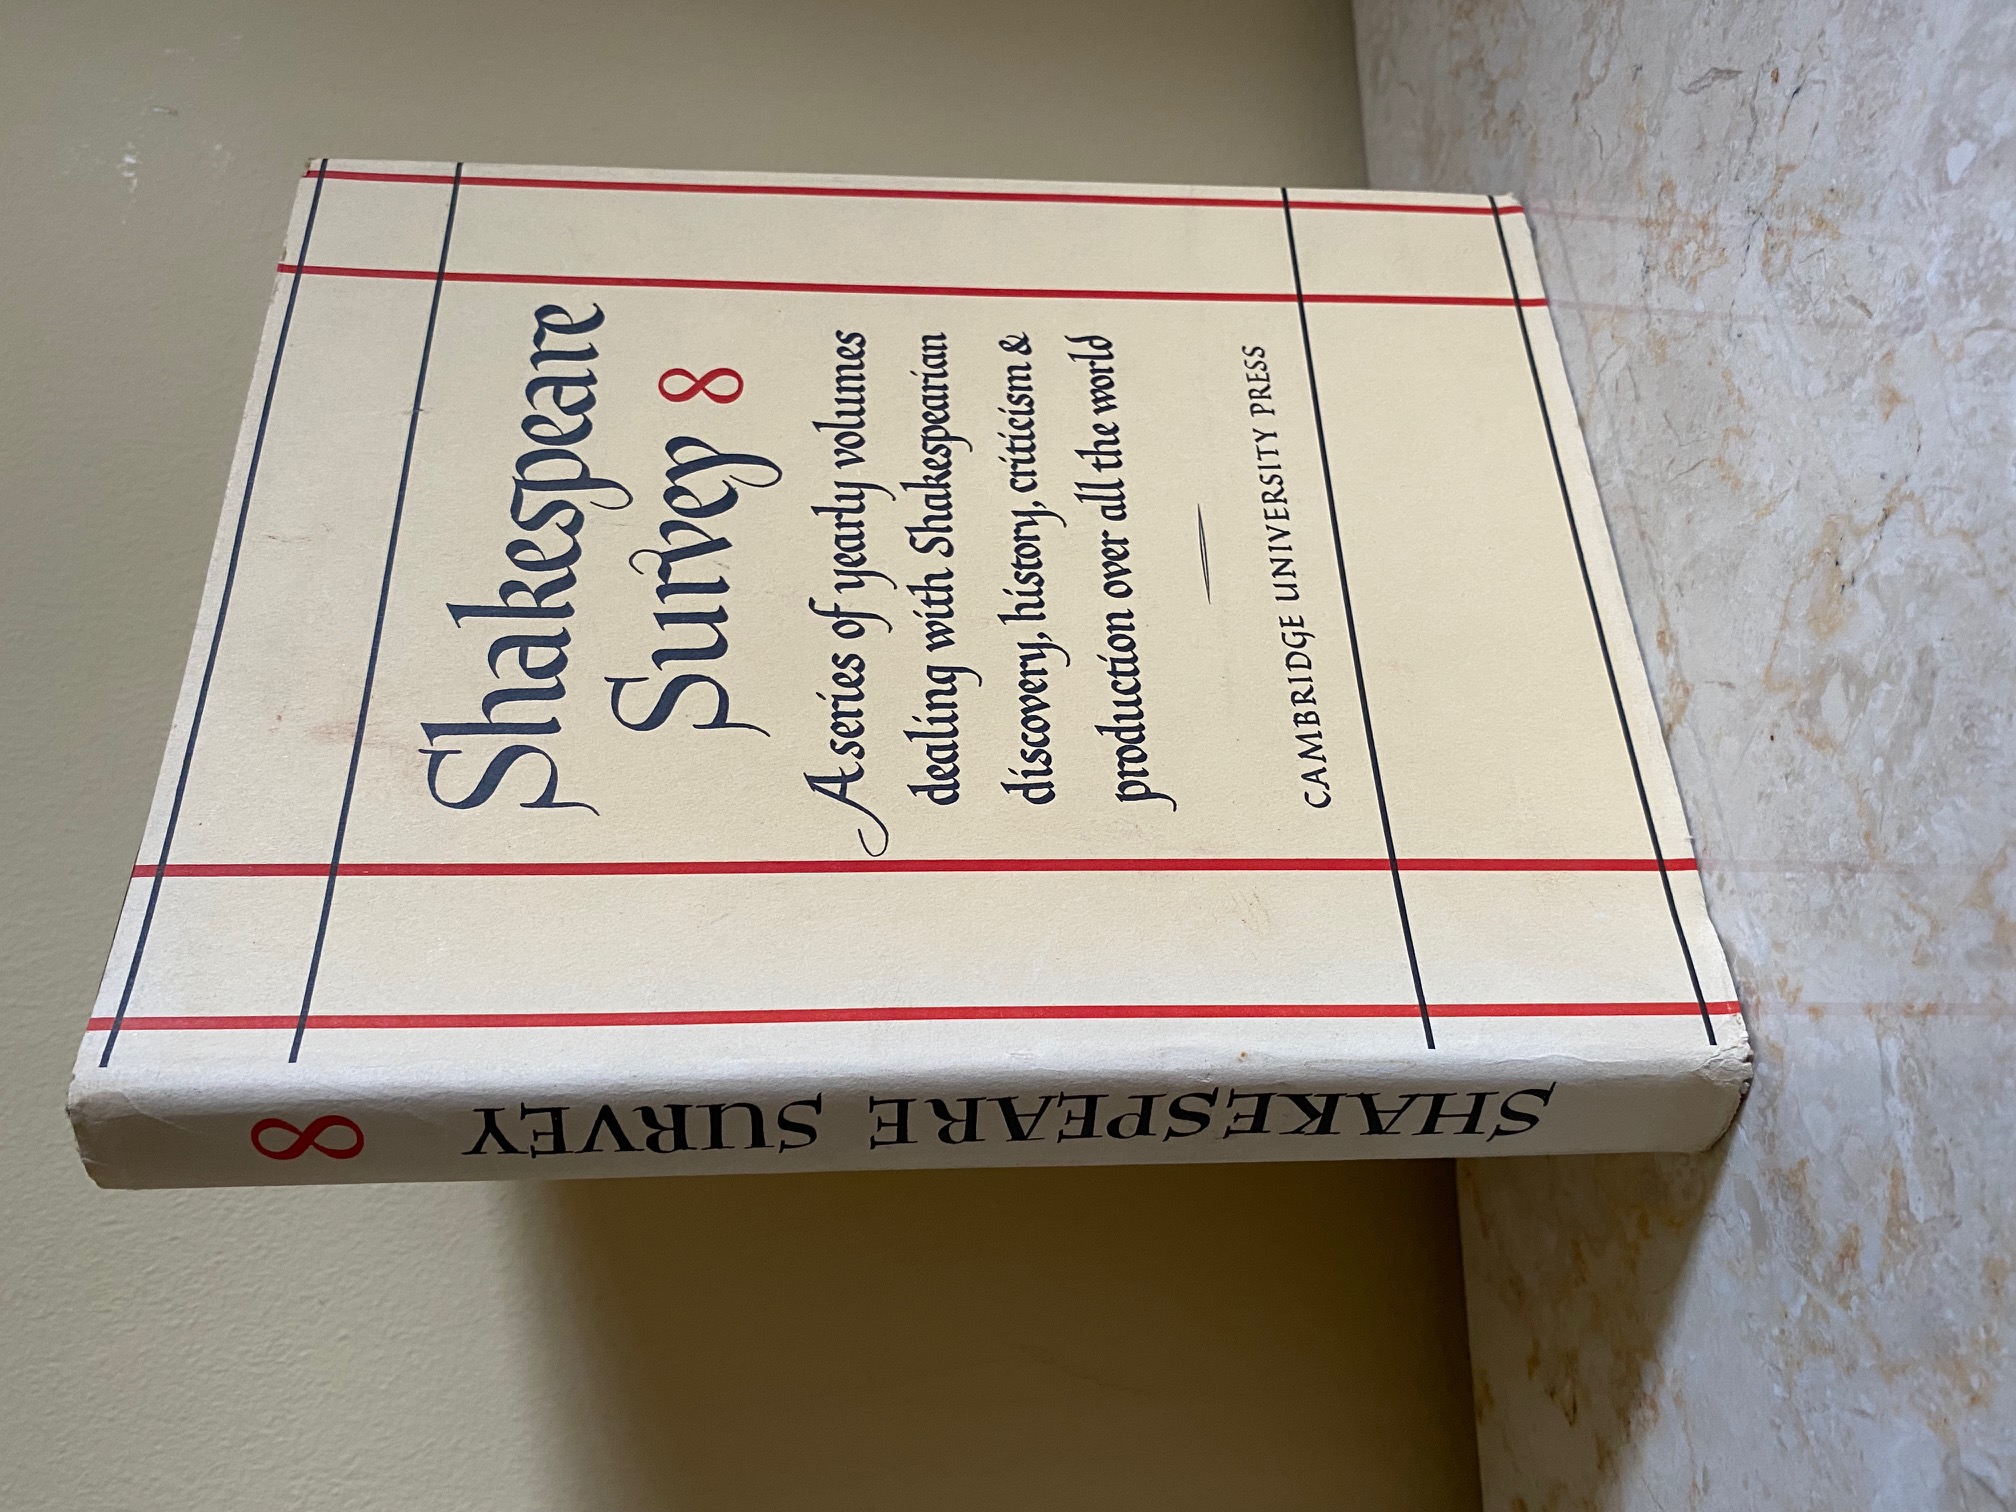 Shakespeare
Survey 8
A series of yearly volumes
dealing with Shakespearian
discovery, history, criticism &
production over all the world
CAMBRIDGE UNIVERSITY PRESS
SHAKESPEARE SURVEY 8